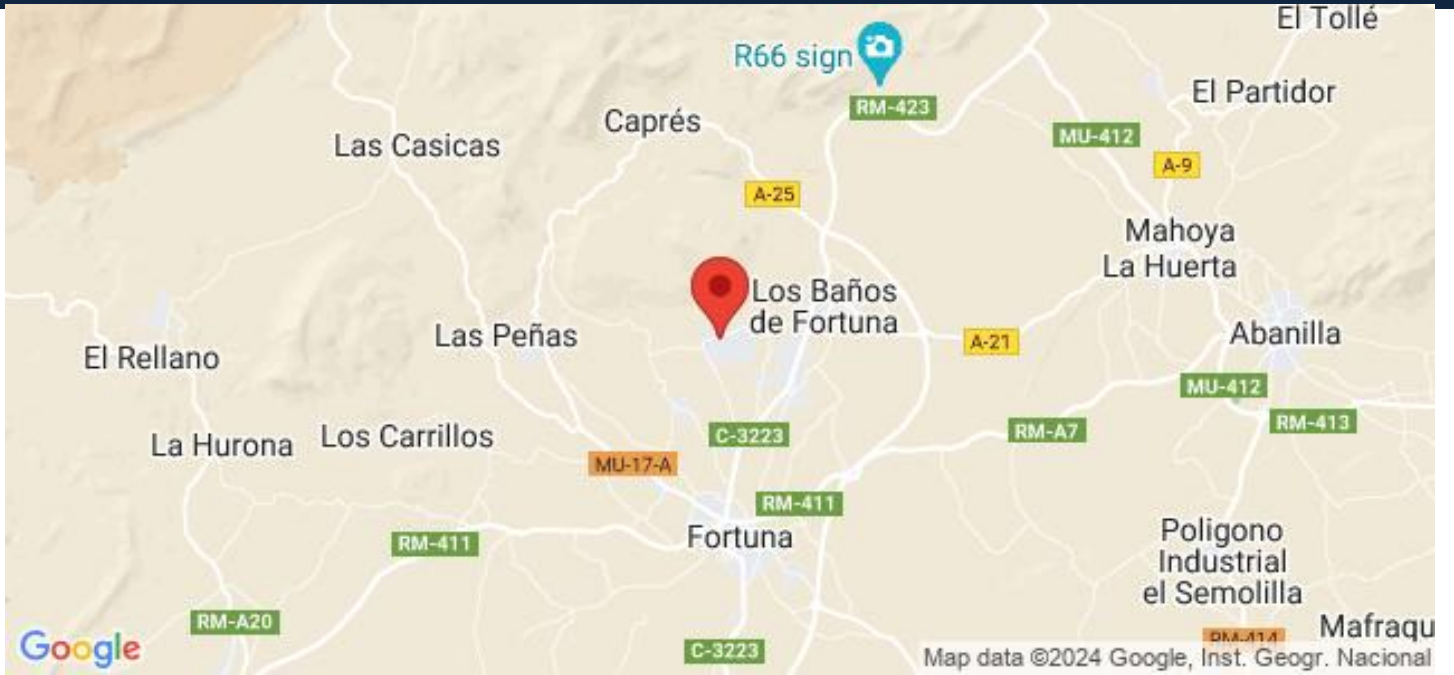 El Tollé
R66 sign
RM-423
El Partidor
Caprés
MU-412
Las Casicas
A-9
A-25
Mahoya
La Huerta
Los Baños
de Fortuna
Abanilla
Las Peñas
A-21
El Rellano
MU-412
RM-413
C-3223
RM-A7
La Hurona
Los Carrillos
MU-17-A
RM-411
Fortuna
RM-411
Poligono
Industrial
el Semolilla
RM-A20
Mafraqu
RM-414
Google
C-3223
Map data ©2024 Google, Inst. Geogr. Nacional